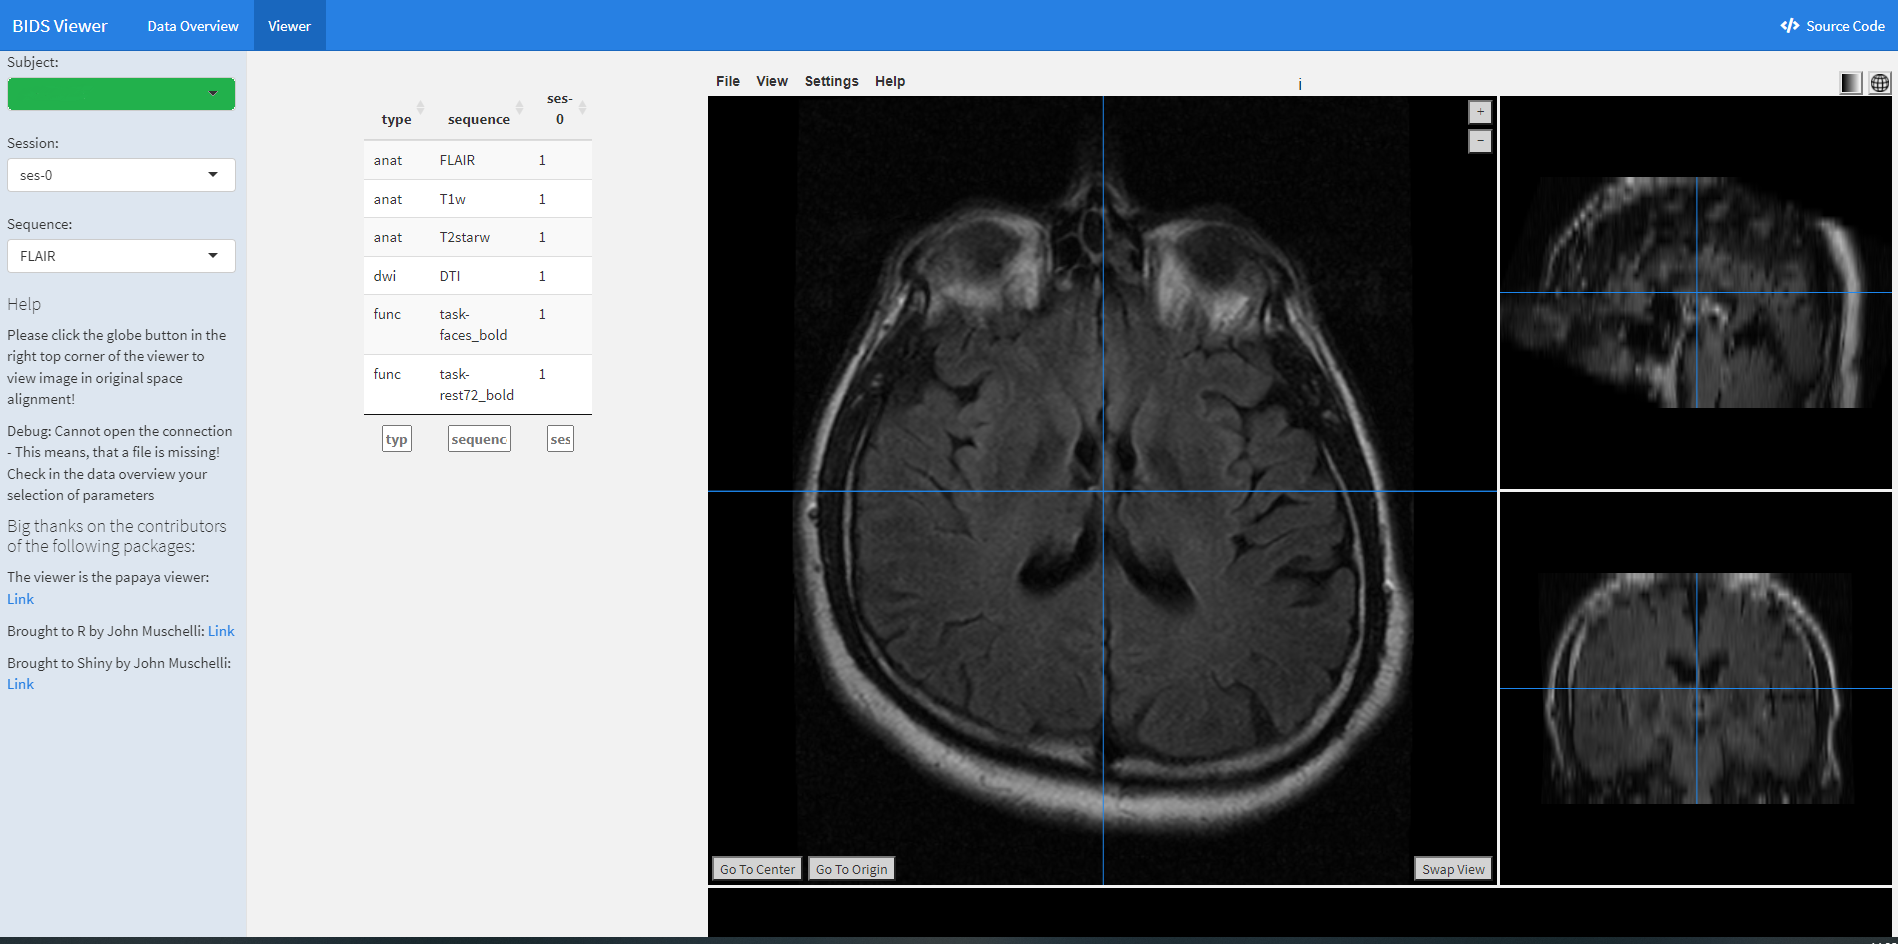 BIDS Viewer
Data Overview
Viewer
Source Code
Subject:
Session:
ses-0
Sequence:
FLAIR
Help
Please click the globe button in the
right top corner of the viewer to
view image in original space
alignment!
Debug: Cannot open the connection
- This means, that a file is missing!
Check in the data overview your
selection of parameters
Big thanks on the contributors
of the following packages:
The viewer is the papaya viewer:
Link
Brought to R by John Muschelli: Link
Brought to Shiny by John Muschelli:
Link
type sequence ses-
0
anat FLAIR 1
anat T1w 1
anat T2starw 1
dwi DTI 1
func task- 1
faces_bold
func task- 1
rest72_bold
typ sequenc ses
File View Settings Help i
+
−
Go To Center Go To Origin Swap View